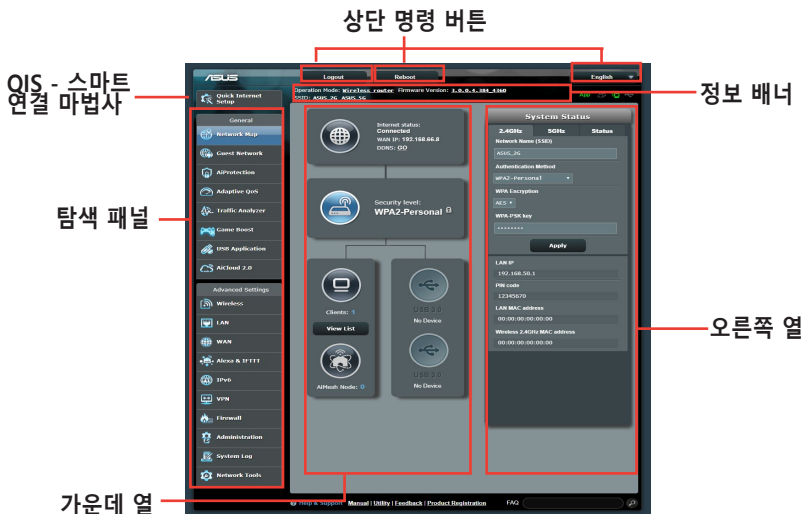 상단 명령 버튼
QIS - 스마트
연결 마법사
정보 배너
탐색 패널
오른쪽 열
가운데 열
ASUS
Logout
Reboot
English
Quick Internet
Setup
Operation Mode: Wireless router Firmware Version: 3.0.0.4.384_4360
SSID: ASUS_2G ASUS_5G
App
General
Network Map
Guest Network
AiProtection
Adaptive QoS
Traffic Analyzer
Game Boost
USB Application
AiCloud 2.0
Advanced Settings
Wireless
LAN
WAN
Alexa & IFTTT
IPv6
VPN
Firewall
Administration
System Log
Network Tools
Internet status:
Connected
WAN IP: 192.168.66.8
DDNS: GO
Security level:
WPA2-Personal
Clients: 1
View List
AiMesh Node: 0
USB 3.0
No Device
USB 3.0
No Device
System Status
2.4GHz 5GHz Status
Network Name (SSID)
ASUS_2G
Authentication Method
WPA2-Personal
WPA Encryption
AES
WPA-PSK key
Apply
LAN IP
192.168.50.1
PIN code
12345670
LAN MAC address
00:00:00:00:00:00
Wireless 2.4GHz MAC address
00:00:00:00:00:00
Help & Support Manual | Utility | Feedback | Product Registration FAQ